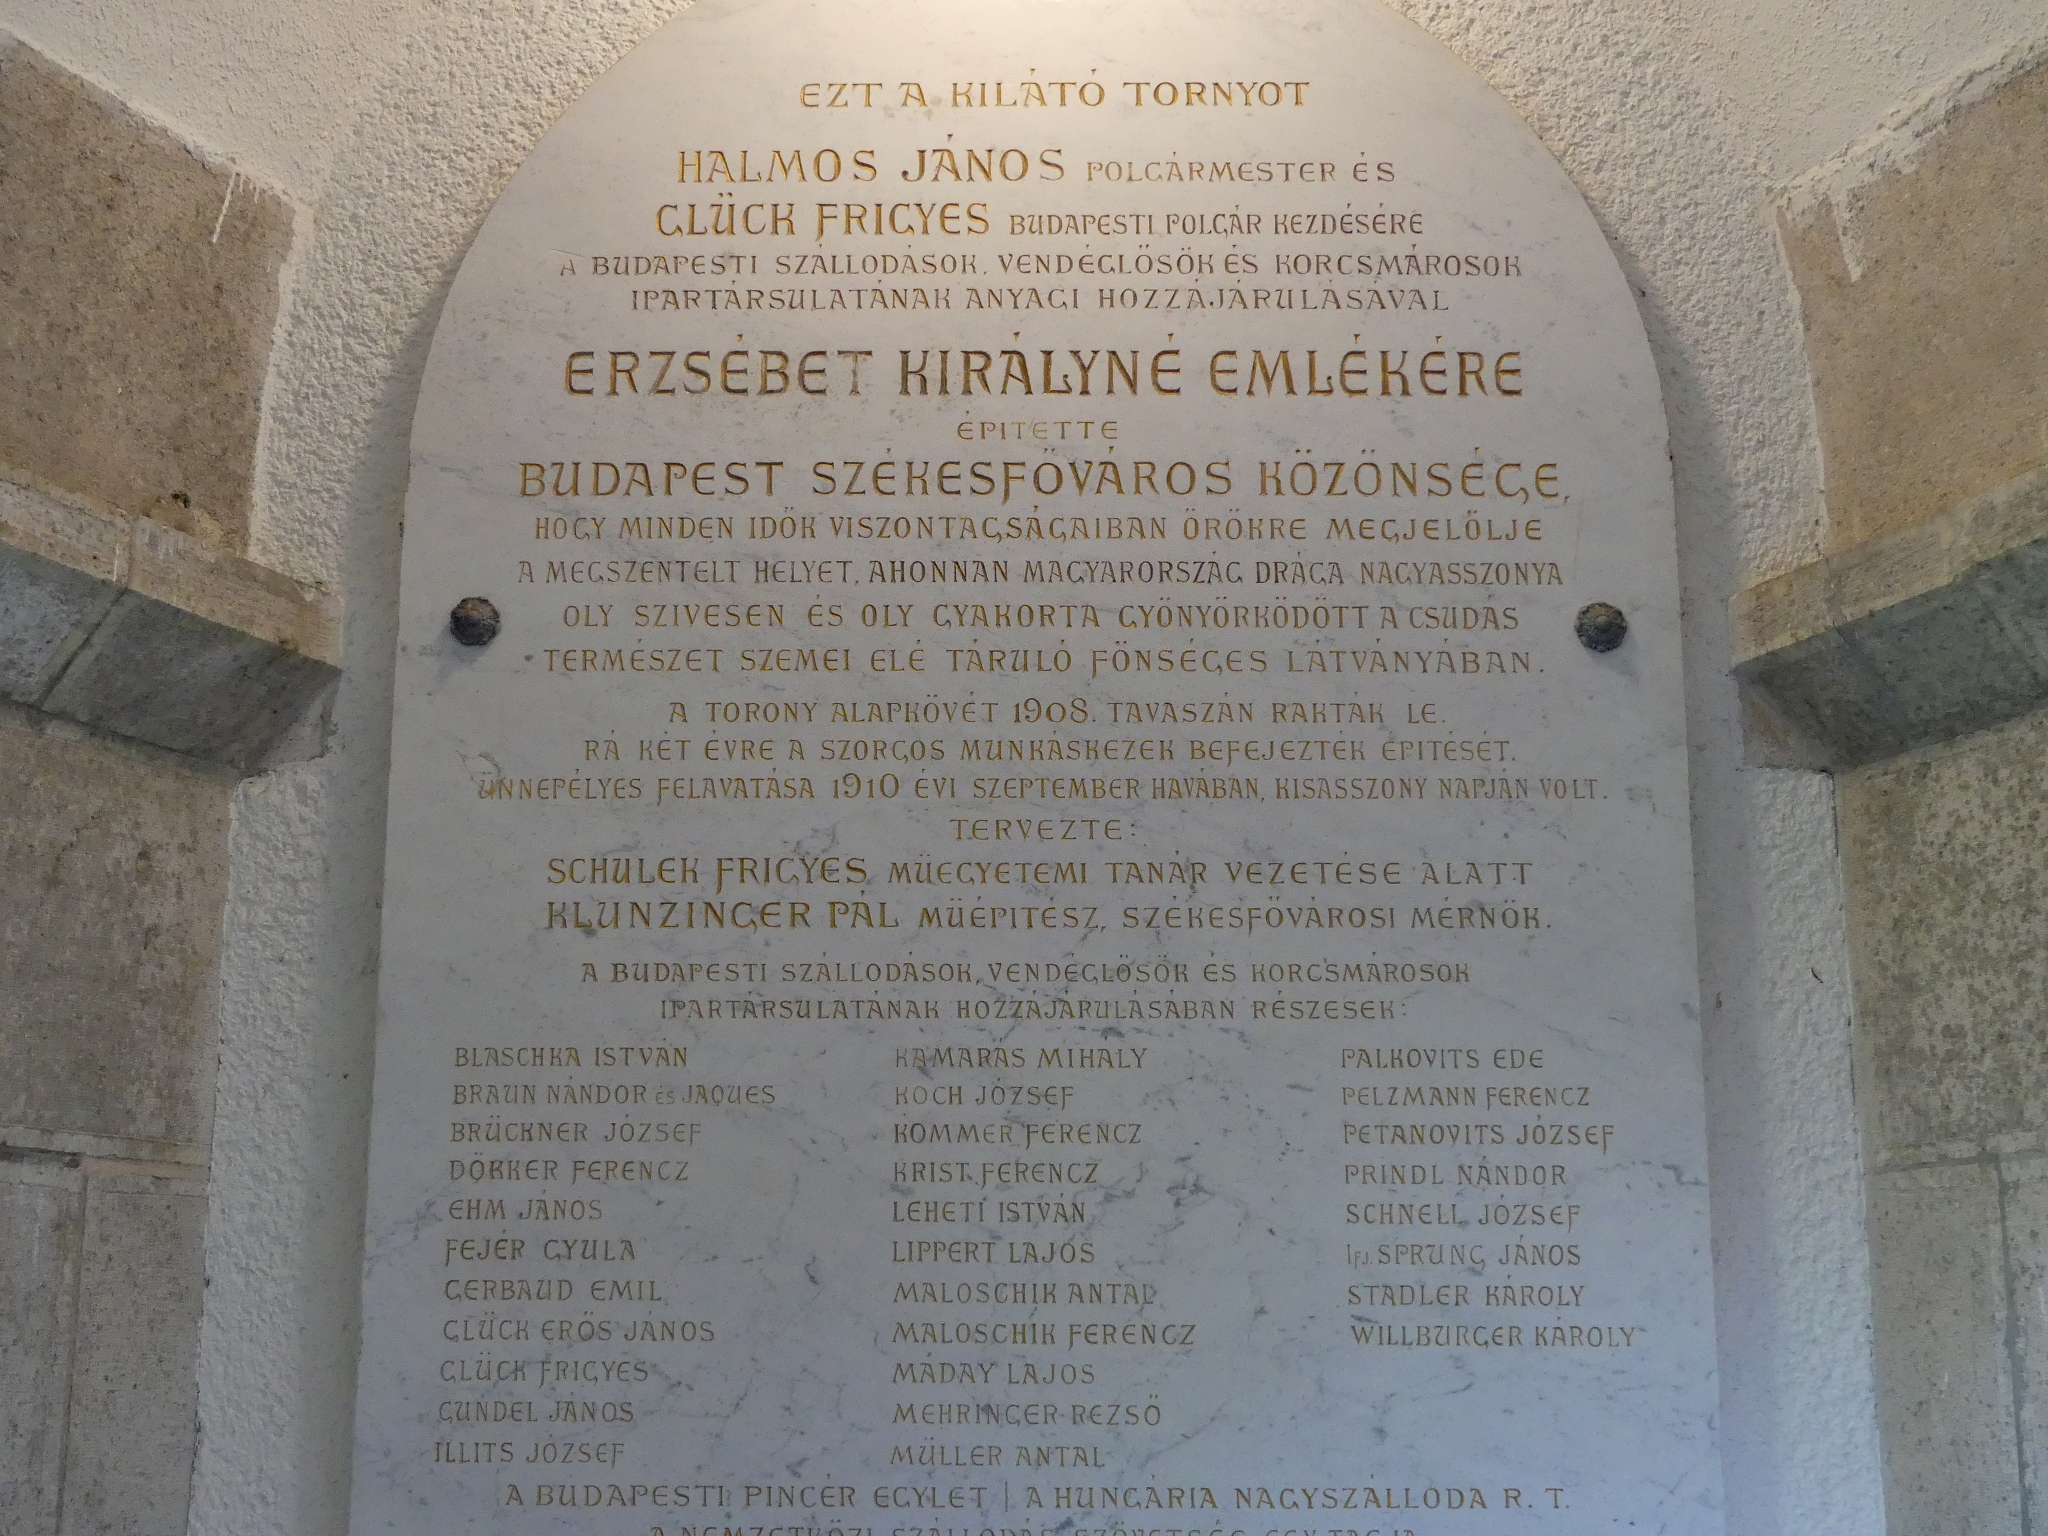 EZT A KILÁTÓ TORNYOT
HALMOS JÁNOS POLGÁRMESTER ÉS
GLÜCK FRIGYES BUDAPESTI POLGÁR KEZDÉSÉRE
A BUDAPESTI SZÁLLODÁSOK, VENDÉGLŐSÖK ÉS KORCSMÁROSOK
IPARTÁRSULATÁNAK ANYAGI HOZZÁJÁRULÁSÁVAL
ERZSÉBET KIRÁLYNÉ EMLÉKÉRE
ÉPITETTE
BUDAPEST SZÉKESFŐVÁROS KÖZÖNSÉGE,
HOGY MINDEN IDŐK VISZONTAGSÁGAIBAN ÖRÖKRE MEGJELÖLJE
A MEGSZENTELT HELYET, AHONNAN MAGYARORSZÁG DRÁGA NAGYASSZONYA
OLY SZIVESEN ÉS OLY GYAKORTA GYÖNYÖRKÖDÖTT A CSUDÁS
TERMÉSZET SZEMEI ELÉ TÁRULÓ FÖNSÉGES LÁTVÁNYÁBAN.
A TORONY ALAPKÖVÉT 1908. TAVASZÁN RAKTÁK LE.
RÁ KÉT ÉVRE A SZORGOS MUNKÁSKEZEK BEFEJEZTÉK ÉPITÉSÉT.
ÜNNEPÉLYES FELAVATÁSA 1910 ÉVI SZEPTEMBER HAVÁBAN, KISASSZONY NAPJÁN VOLT.
TERVEZTE:
SCHULEK FRIGYES MÜEGYETEMI TANÁR VEZETÉSE ALATT
KLUNZINGER PÁL MÜÉPITÉSZ, SZÉKESFŐVÁROSI MÉRNÖK.
A BUDAPESTI SZÁLLODÁSOK, VENDÉGLŐSÖK ÉS KORCSMÁROSOK
IPARTÁRSULATÁNAK HOZZÁJÁRULÁSÁBAN RÉSZESEK:
BLASCHKA ISTVÁN
BRAUN NÁNDOR ÉS JAQUES
BRÜCKNER JÓZSEF
DÖKKER FERENCZ
EHM JÁNOS
FEJÉR GYULA
GERBAUD EMIL
GLÜCK ERŐS JÁNOS
GLÜCK FRIGYES
GUNDEL JÁNOS
ILLITS JÓZSEF
KAMARÁS MIHÁLY
KOCH JÓZSEF
KOMMER FERENCZ
KRIST FERENCZ
LEHETI ISTVÁN
LIPPERT LAJOS
MALOSCHIK ANTAL
MALOSCHIK FERENCZ
MÁDAY LAJOS
MEHRINGER REZSŐ
MÜLLER ANTAL
PALKOVITS EDE
PELZMANN FERENCZ
PETANOVITS JÓZSEF
PRINDL NÁNDOR
SCHNELL JÓZSEF
IFJ. SPRUNG JÁNOS
STADLER KÁROLY
WILLBURGER KÁROLY
A BUDAPESTI PINCÉR EGYLET | A HUNGÁRIA NAGYSZÁLLODA R. T.
A NEMZETKÖZI SZÁLLODÁS SZÖVETSÉG EGY TAGJA